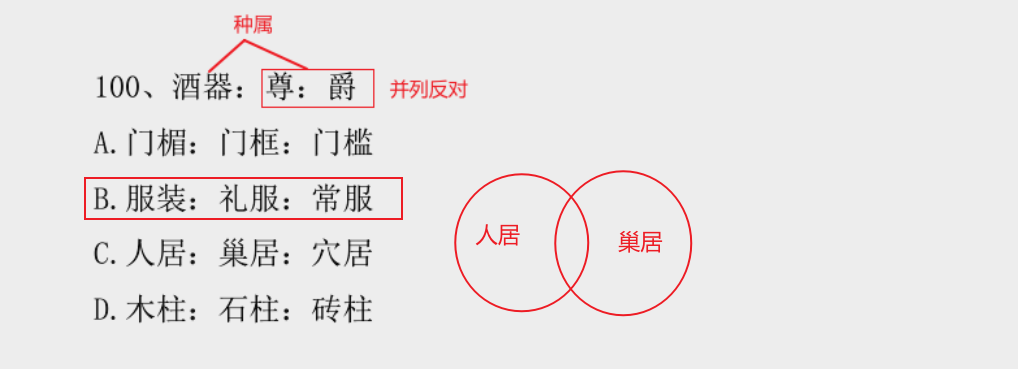 种属
100、酒器：尊：爵 并列反对
A.门楣：门框：门槛
B.服装：礼服：常服
人居 巢居
C.人居：巢居：穴居
D.木柱：石柱：砖柱